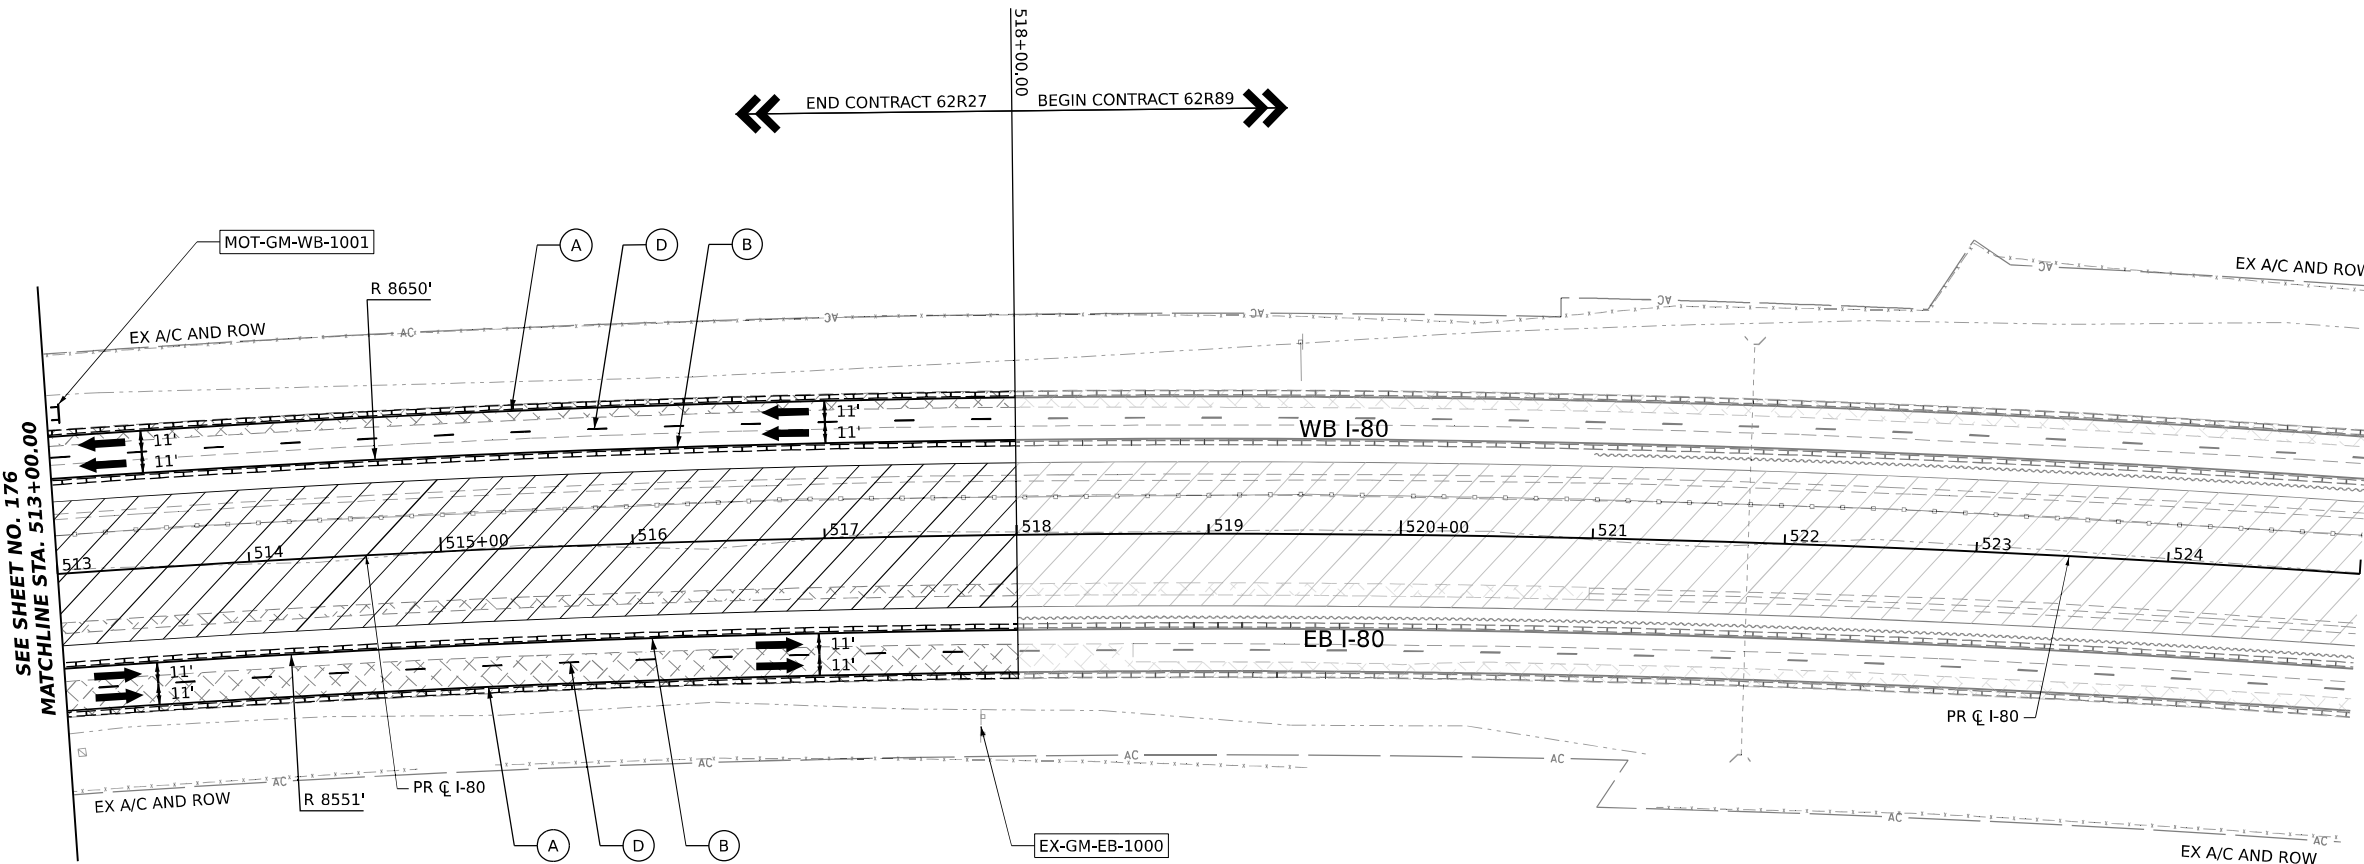 518+00.00
END CONTRACT 62R27
BEGIN CONTRACT 62R89
MOT-GM-WB-1001
A
D
B
R 8650'
EX A/C AND ROW
EX A/C AND ROW
AC
AC
AC
AC
AC
SEE SHEET NO. 176
MATCHLINE STA. 513+00.00
11'
11'
11'
11'
WB I-80
513
514
515+00
516
517
518
519
520+00
521
522
523
524
11'
11'
11'
11'
EB I-80
PR ℄ I-80
PR ℄ I-80
AC
AC
AC
AC
AC
AC
EX A/C AND ROW
R 8551'
A
D
B
EX-GM-EB-1000
EX A/C AND ROW